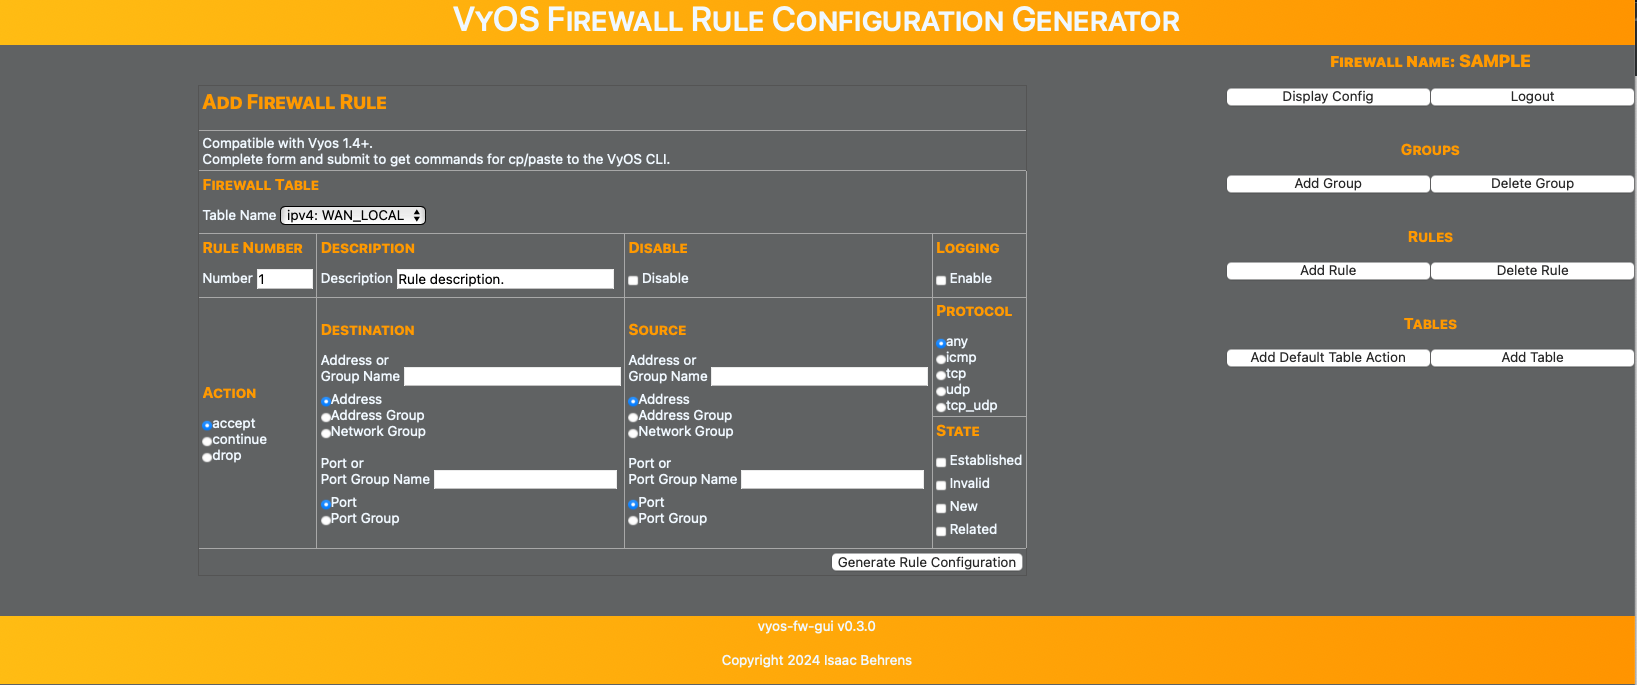 VyOS Firewall Rule Configuration Generator
Firewall Name: SAMPLE
Display Config
Logout
Groups
Add Group
Delete Group
Rules
Add Rule
Delete Rule
Tables
Add Default Table Action
Add Table
Add Firewall Rule
Compatible with Vyos 1.4+.
Complete form and submit to get commands for cp/paste to the VyOS CLI.
Firewall Table
Table Name ipv4: WAN_LOCAL
Rule Number
Number 1
Description
Description Rule description.
Disable
Disable
Logging
Enable
Action
accept
continue
drop
Destination
Address or
Group Name
Address
Address Group
Network Group
Port or
Port Group Name
Port
Port Group
Source
Address or
Group Name
Address
Address Group
Network Group
Port or
Port Group Name
Port
Port Group
Protocol
any
icmp
tcp
udp
tcp_udp
State
Established
Invalid
New
Related
Generate Rule Configuration
vyos-fw-gui v0.3.0
Copyright 2024 Isaac Behrens